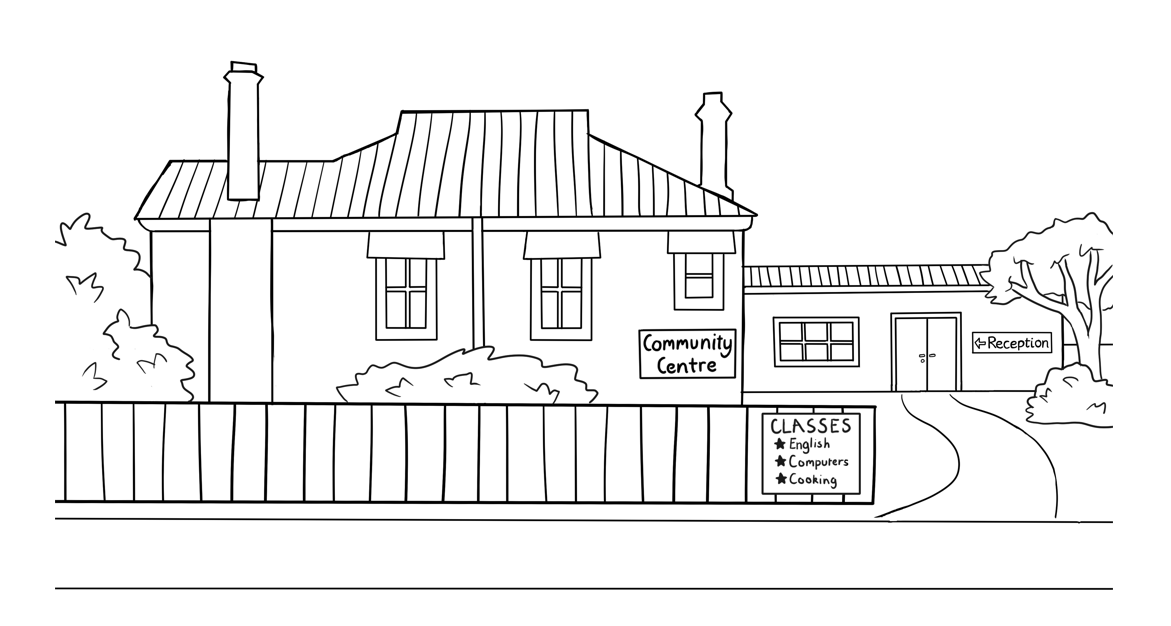 Community
Centre
⇦Reception
CLASSES
★ English
★ Computers
★ Cooking